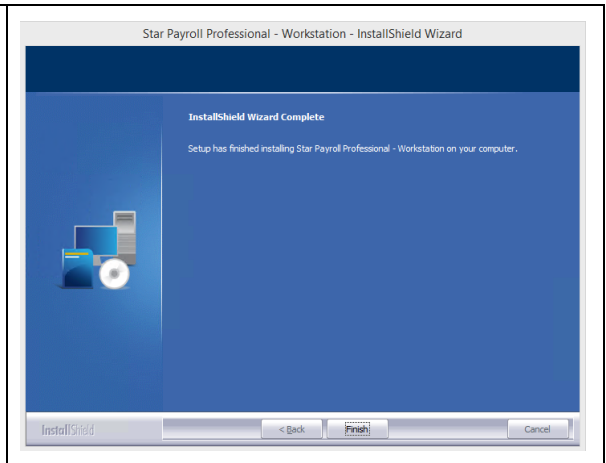 Star Payroll Professional - Workstation - InstallShield Wizard
InstallShield Wizard Complete
Setup has finished installing Star Payroll Professional - Workstation on your computer.
InstallShield
< Back
Finish
Cancel